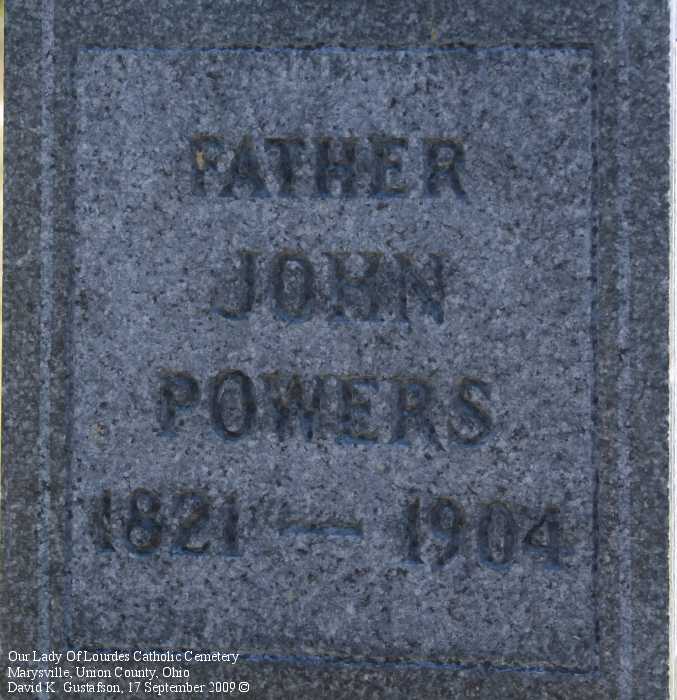 FATHER
JOHN
POWERS
1821 — 1904
Our Lady Of Lourdes Catholic Cemetery
Marysville, Union County, Ohio
David K. Gustafson, 17 September 2009 ©